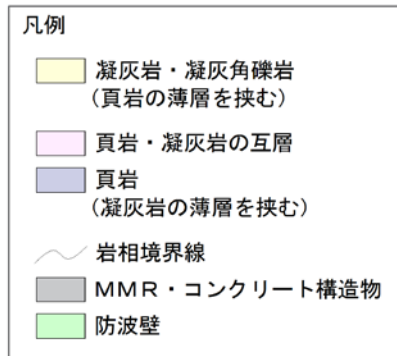 凡例
凝灰岩・凝灰角礫岩
(頁岩の薄層を挟む)
頁岩・凝灰岩の互層
頁岩
(凝灰岩の薄層を挟む)
岩相境界線
ＭＭＲ・コンクリート構造物
防波壁